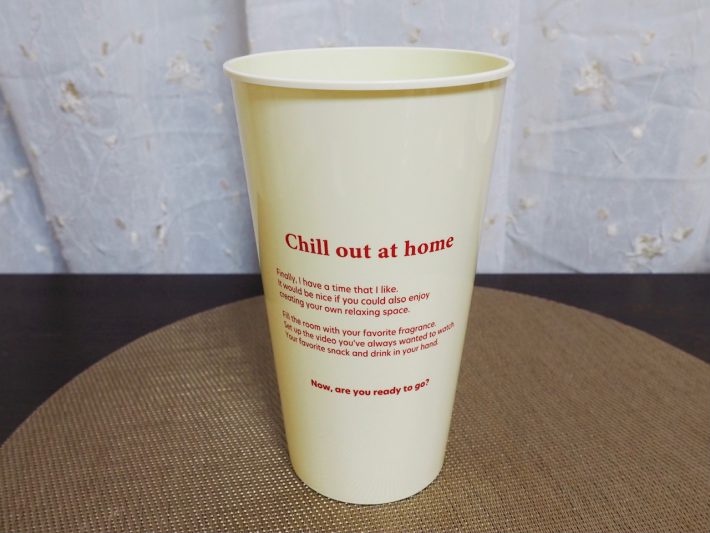 Chill out at home
Finally, I have a time that I like.
It would be nice if you could also enjoy
creating your own relaxing space.
Fill the room with your favorite fragrance.
Set up the video you've always wanted to watch
Your favorite snack and drink in your hand.
Now, are you ready to go?